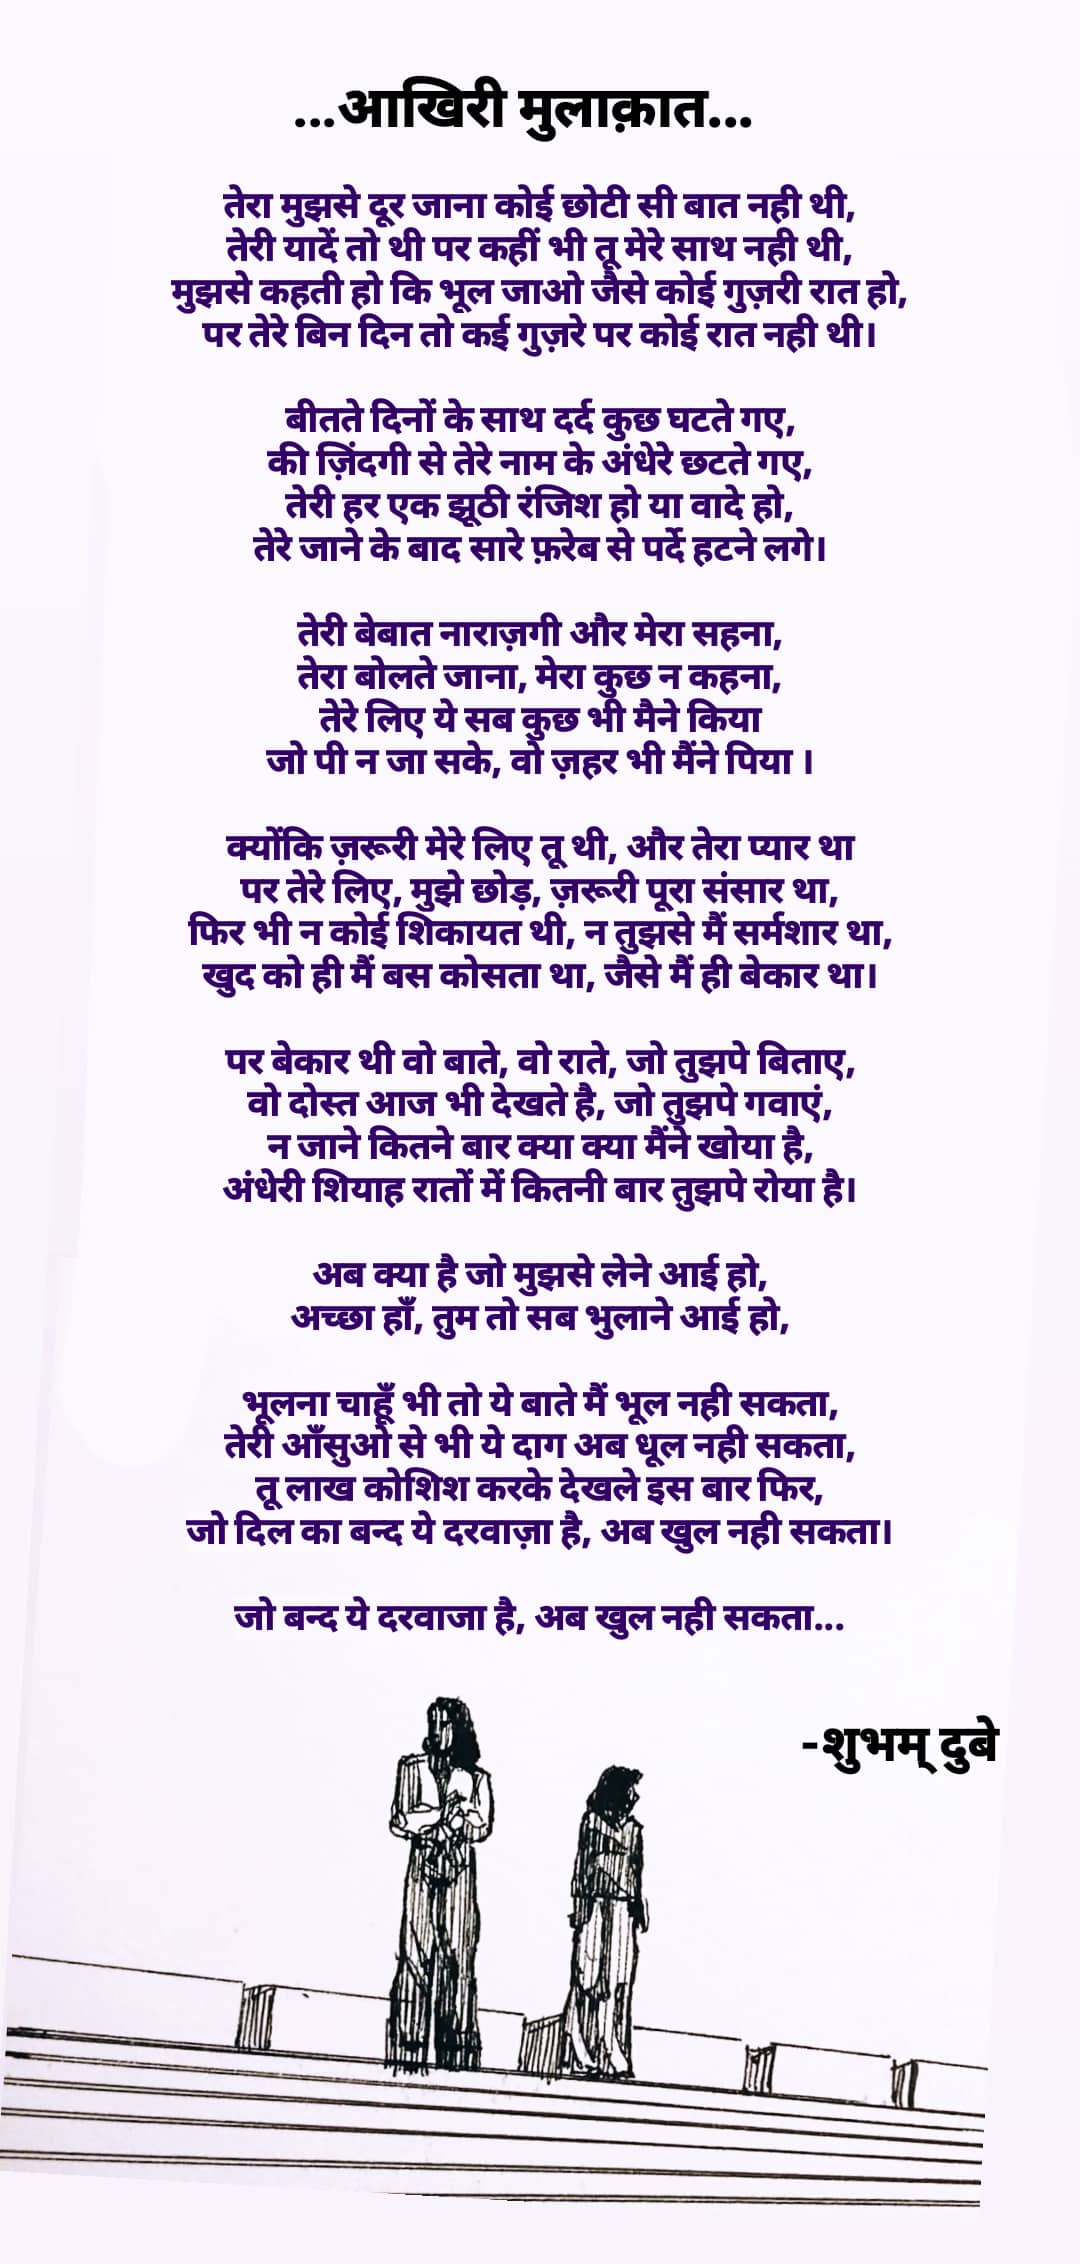 ...आखिरी मुलाक़ात...
तेरा मुझसे दूर जाना कोई छोटी सी बात नही थी,
तेरी यादें तो थी पर कहीं भी तू मेरे साथ नही थी,
मुझसे कहती हो कि भूल जाओ जैसे कोई गुज़री रात हो,
पर तेरे बिन दिन तो कई गुज़रे पर कोई रात नही थी।
बीतते दिनों के साथ दर्द कुछ घटते गए,
की ज़िंदगी से तेरे नाम के अंधेरे छटते गए,
तेरी हर एक झूठी रंजिश हो या वादे हो,
तेरे जाने के बाद सारे फ़रेब से पर्दे हटने लगे।
तेरी बेबात नाराज़गी और मेरा सहना,
तेरा बोलते जाना, मेरा कुछ न कहना,
तेरे लिए ये सब कुछ भी मैने किया
जो पी न जा सके, वो ज़हर भी मैंने पिया ।
क्योंकि ज़रूरी मेरे लिए तू थी, और तेरा प्यार था
पर तेरे लिए, मुझे छोड़, ज़रूरी पूरा संसार था,
फिर भी न कोई शिकायत थी, न तुझसे मैं सर्मशार था,
खुद को ही मैं बस कोसता था, जैसे मैं ही बेकार था।
पर बेकार थी वो बाते, वो राते, जो तुझपे बिताए,
वो दोस्त आज भी देखते है, जो तुझपे गवाएं,
न जाने कितने बार क्या क्या मैंने खोया है,
अंधेरी शियाह रातों में कितनी बार तुझपे रोया है।
अब क्या है जो मुझसे लेने आई हो,
अच्छा हाँ, तुम तो सब भुलाने आई हो,
भूलना चाहूँ भी तो ये बाते मैं भूल नही सकता,
तेरी आँसुओ से भी ये दाग अब धूल नही सकता,
तू लाख कोशिश करके देखले इस बार फिर,
जो दिल का बन्द ये दरवाज़ा है, अब खुल नही सकता।
जो बन्द ये दरवाजा है, अब खुल नही सकता...
-शुभम् दुबे